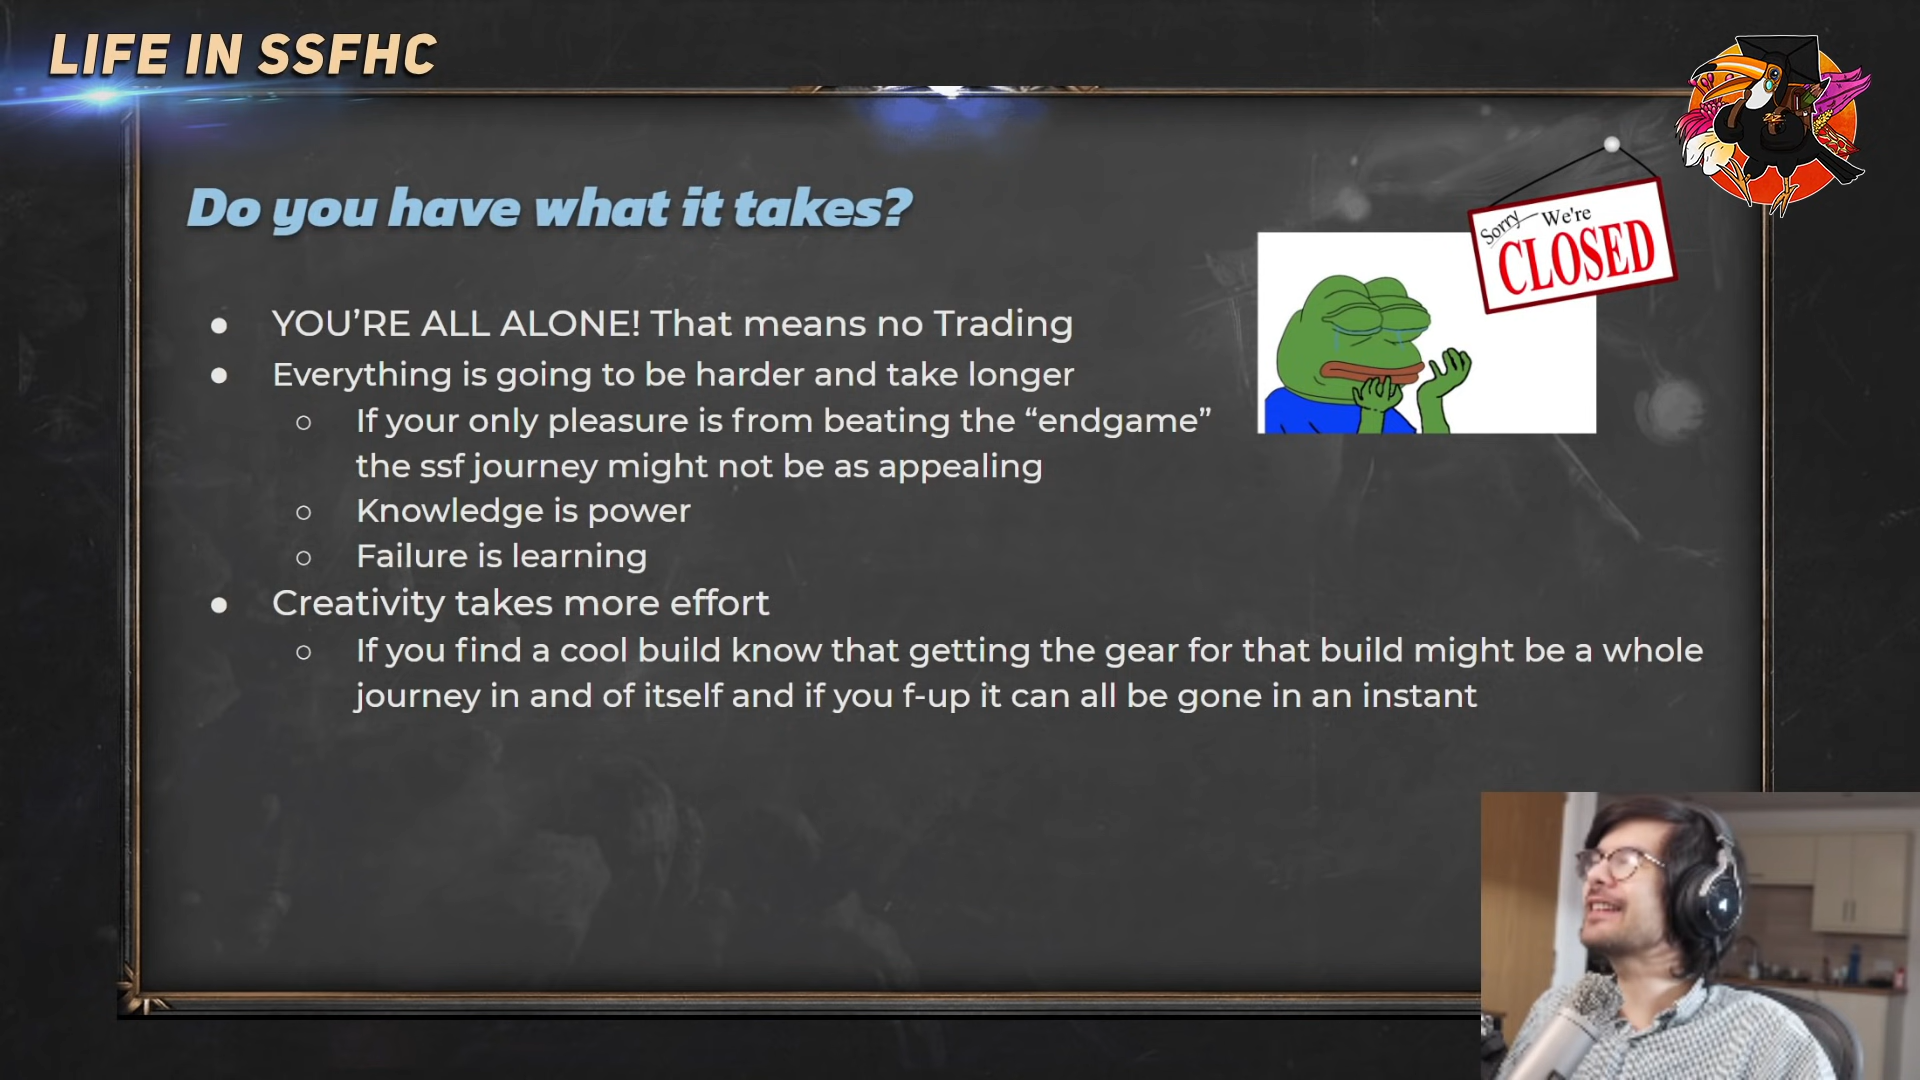 LIFE IN SSFHC
Do you have what it takes?
Sorry We're
CLOSED
● YOU’RE ALL ALONE! That means no Trading
● Everything is going to be harder and take longer
○ If your only pleasure is from beating the “endgame”
the ssf journey might not be as appealing
○ Knowledge is power
○ Failure is learning
● Creativity takes more effort
○ If you find a cool build know that getting the gear for that build might be a whole
journey in and of itself and if you f-up it can all be gone in an instant